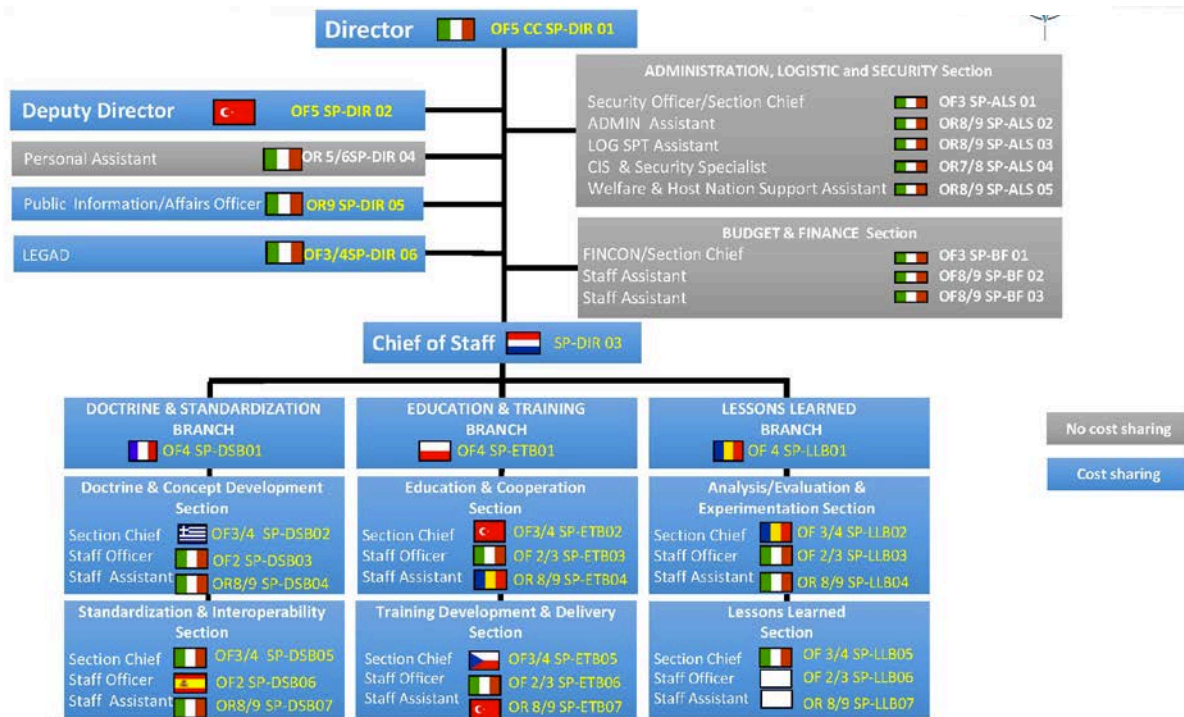 Director OF5 CC SP-DIR 01
Deputy Director OF5 SP-DIR 02
Personal Assistant OR 5/6SP-DIR 04
Public Information/Affairs Officer OR9 SP-DIR 05
LEGAD OF3/4SP-DIR 06
ADMINISTRATION, LOGISTIC and SECURITY Section
Security Officer/Section Chief OF3 SP-ALS 01
ADMIN Assistant OR8/9 SP-ALS 02
LOG SPT Assistant OR8/9 SP-ALS 03
CIS & Security Specialist OR7/8 SP-ALS 04
Welfare & Host Nation Support Assistant OR8/9 SP-ALS 05
BUDGET & FINANCE Section
FINCON/Section Chief OF3 SP-BF 01
Staff Assistant OF8/9 SP-BF 02
Staff Assistant OF8/9 SP-BF 03
Chief of Staff SP-DIR 03
DOCTRINE & STANDARDIZATION
BRANCH
OF4 SP-DSB01
Doctrine & Concept Development
Section
Section Chief OF3/4 SP-DSB02
Staff Officer OF2 SP-DSB03
Staff Assistant OR8/9 SP-DSB04
Standardization & Interoperability
Section
Section Chief OF3/4 SP-DSB05
Staff Officer OF2 SP-DSB06
Staff Assistant OR8/9 SP-DSB07
EDUCATION & TRAINING
BRANCH
OF4 SP-ETB01
Education & Cooperation
Section
Section Chief OF3/4 SP-ETB02
Staff Officer OF 2/3 SP-ETB03
Staff Assistant OR 8/9 SP-ETB04
Training Development & Delivery
Section
Section Chief OF3/4 SP-ETB05
Staff Officer OF 2/3 SP-ETB06
Staff Assistant OR 8/9 SP-ETB07
LESSONS LEARNED
BRANCH
OF 4 SP-LLB01
Analysis/Evaluation &
Experimentation Section
Section Chief OF 3/4 SP-LLB02
Staff Officer OF 2/3 SP-LLB03
Staff Assistant OR 8/9 SP-LLB04
Lessons Learned
Section
Section Chief OF 3/4 SP-LLB05
Staff Officer OF 2/3 SP-LLB06
Staff Assistant OR 8/9 SP-LLB07
No cost sharing
Cost sharing